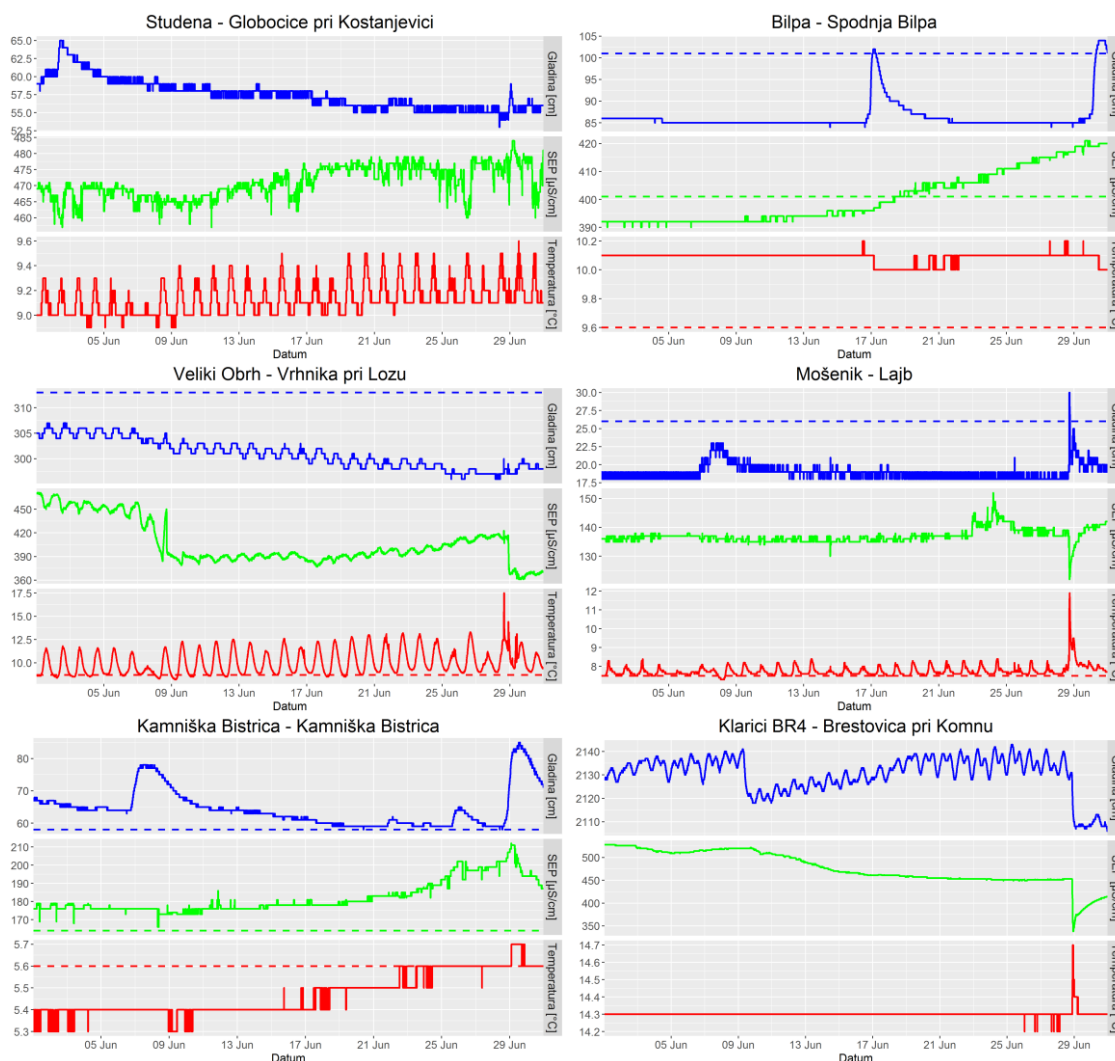 Studena - Globocice pri Kostanjevici
65.0
62.5
60.0
57.5
55.0
52.5
Gladina [cm]
485
480
475
470
465
460
SEP [µS/cm]
9.6
9.4
9.2
9.0
Temperatura [°C]
05 Jun 09 Jun 13 Jun 17 Jun 21 Jun 25 Jun 29 Jun
Datum
Bilpa - Spodnja Bilpa
105
100
95
90
85
Gladina [cm]
420
410
400
390
10.2
10.0
9.8
9.6
05 Jun 09 Jun 13 Jun 17 Jun 21 Jun 25 Jun 29 Jun
Datum
Veliki Obrh - Vrhnika pri Lozu
310
305
300
Gladina [cm]
450
420
390
360
SEP [µS/cm]
17.5
15.0
12.5
10.0
Temperatura [°C]
05 Jun 09 Jun 13 Jun 17 Jun 21 Jun 25 Jun 29 Jun
Datum
Mošenik - Lajb
30.0
27.5
25.0
22.5
20.0
17.5
150
140
130
12
11
10
9
8
05 Jun 09 Jun 13 Jun 17 Jun 21 Jun 25 Jun 29 Jun
Datum
Kamniška Bistrica - Kamniška Bistrica
80
70
60
Gladina [cm]
210
200
190
180
170
SEP [µS/cm]
5.7
5.6
5.5
5.4
5.3
Temperatura [°C]
05 Jun 09 Jun 13 Jun 17 Jun 21 Jun 25 Jun 29 Jun
Datum
Klarici BR4 - Brestovica pri Komnu
2140
2130
2120
2110
500
450
400
350
14.7
14.6
14.5
14.4
14.3
14.2
05 Jun 09 Jun 13 Jun 17 Jun 21 Jun 25 Jun 29 Jun
Datum